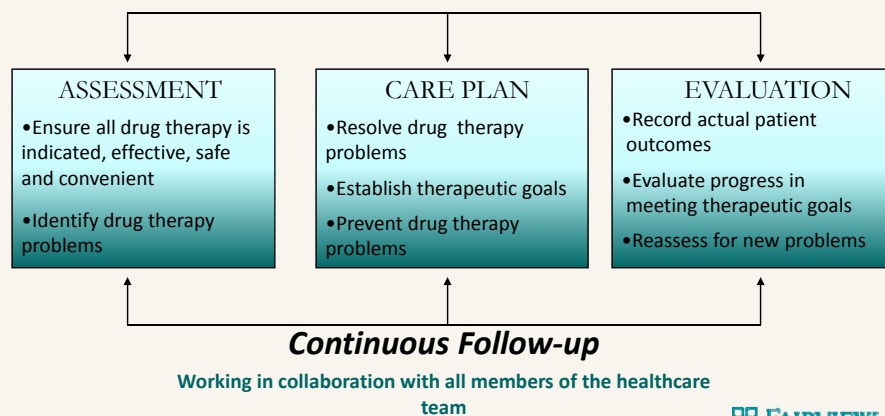 ASSESSMENT
•Ensure all drug therapy is
indicated, effective, safe
and convenient
•Identify drug therapy
problems
CARE PLAN
•Resolve drug therapy
problems
•Establish therapeutic goals
•Prevent drug therapy
problems
EVALUATION
•Record actual patient
outcomes
•Evaluate progress in
meeting therapeutic goals
•Reassess for new problems
Continuous Follow-up
Working in collaboration with all members of the healthcare
team